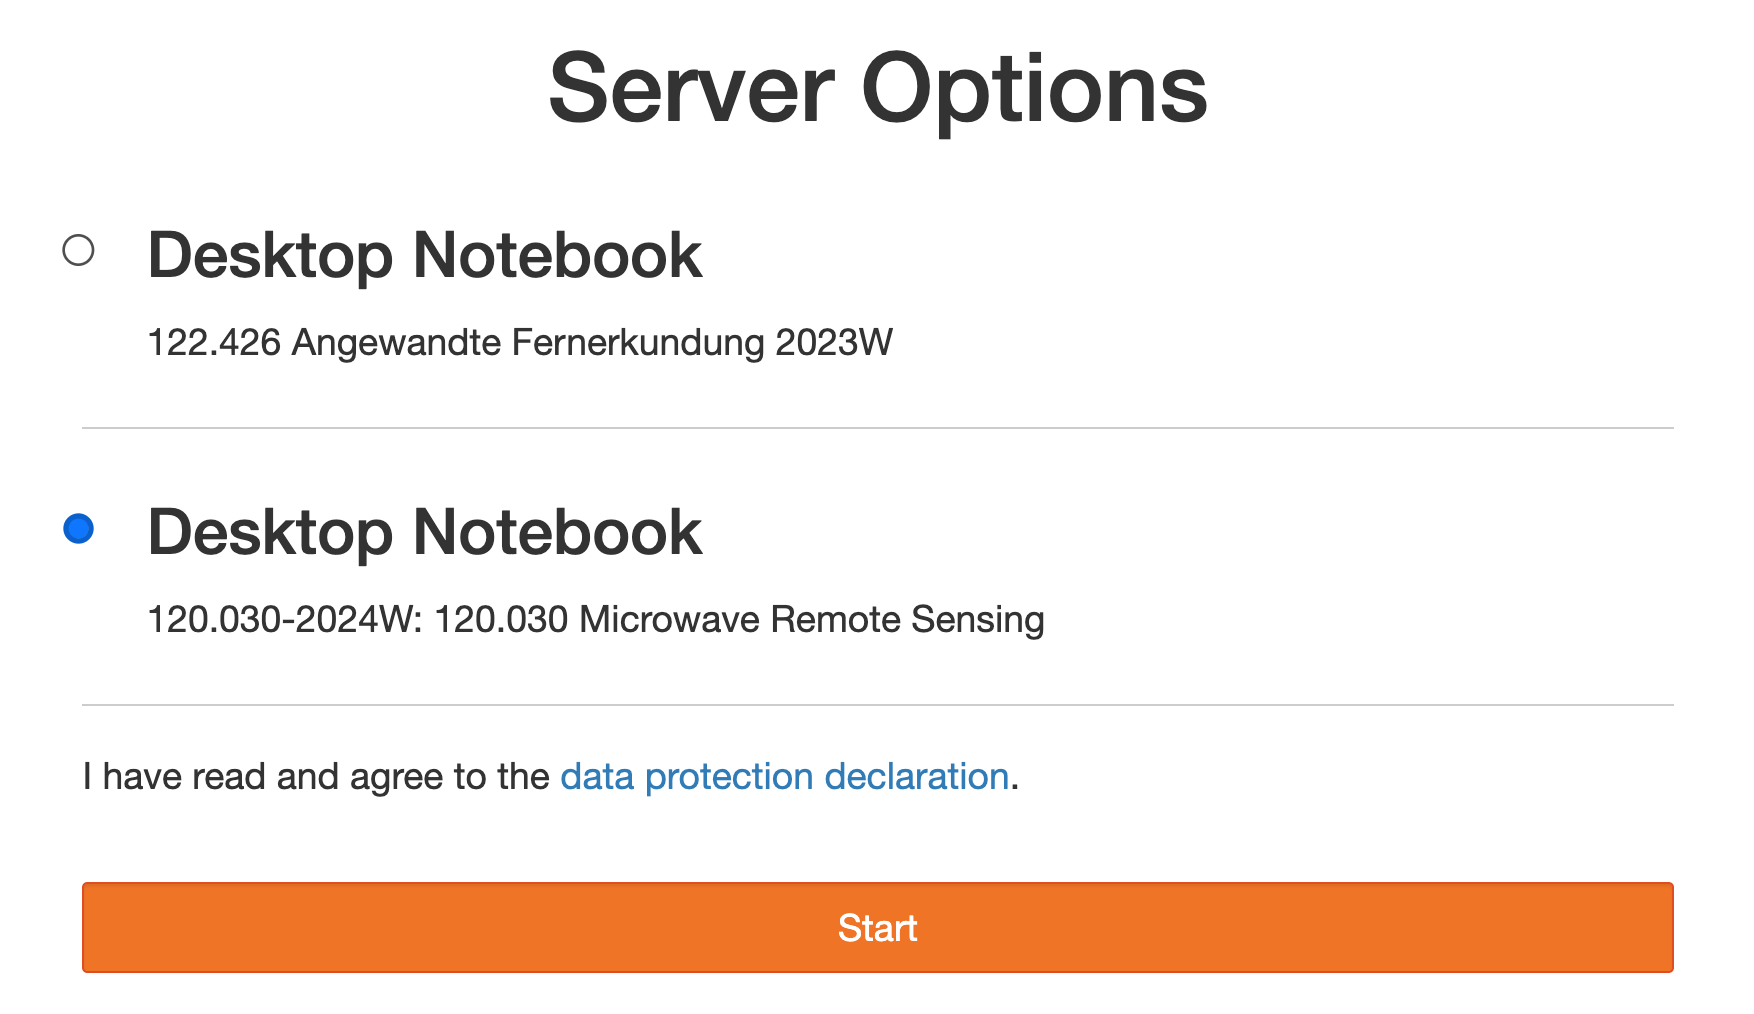 Server Options
Desktop Notebook
122.426 Angewandte Fernerkundung 2023W
Desktop Notebook
120.030-2024W: 120.030 Microwave Remote Sensing
I have read and agree to the data protection declaration.
Start